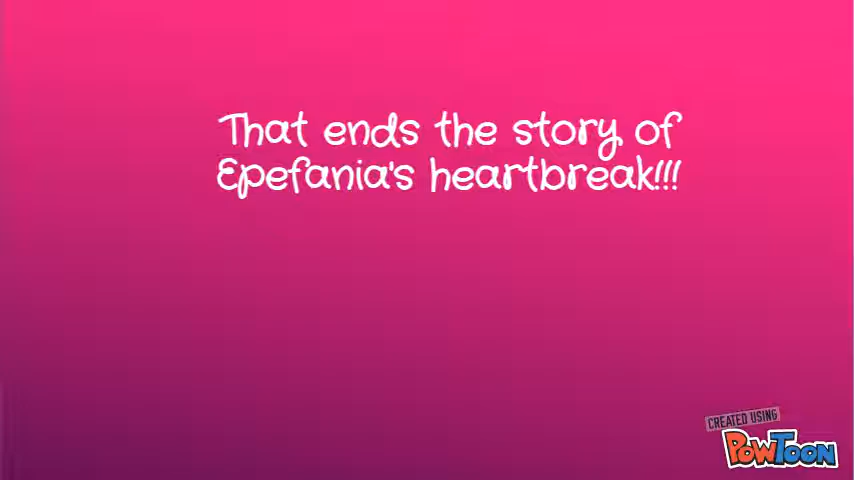 That ends the story of
Epefania's heartbreak!!!
CREATED USING
POWTOON